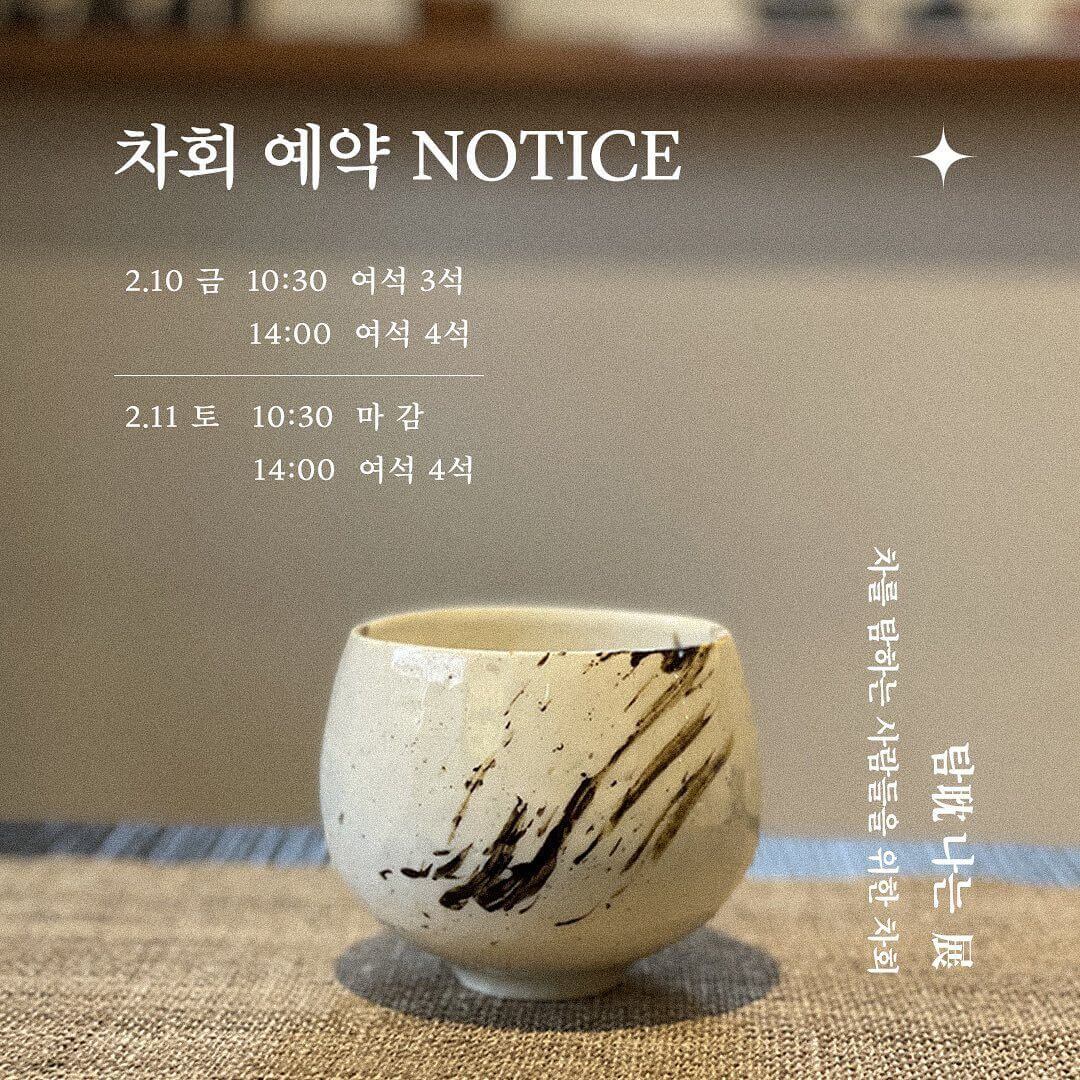 차회 예약 NOTICE
2.10 금 10:30 여석 3석
14:00 여석 4석
2.11 토 10:30 마 감
14:00 여석 4석
탐耽 나는 展
차를 탐하는 사람들을 위한 차회